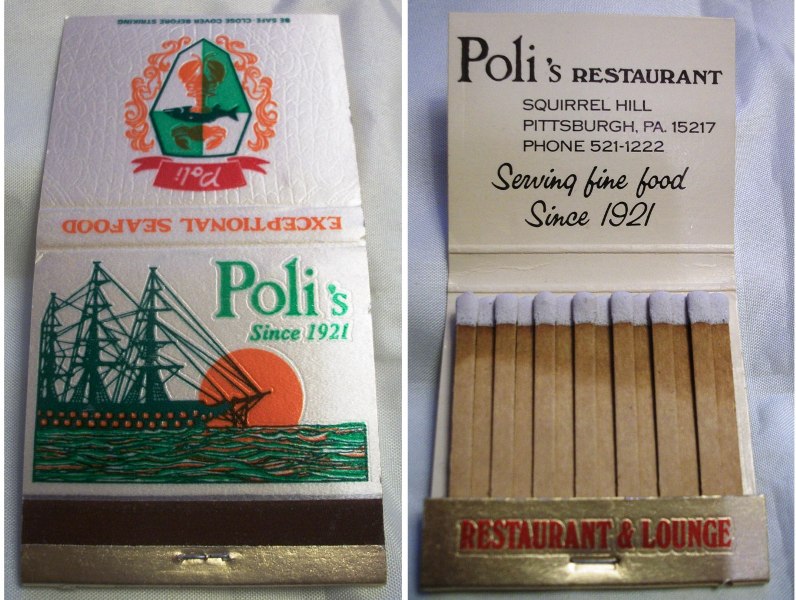 BE SAFE-CLOSE COVER BEFORE STRIKING
Poli
EXCEPTIONAL SEAFOOD
Poli's
Since 1921
Poli's RESTAURANT
SQUIRREL HILL
PITTSBURGH, PA. 15217
PHONE 521-1222
Serving fine food
Since 1921
RESTAURANT & LOUNGE